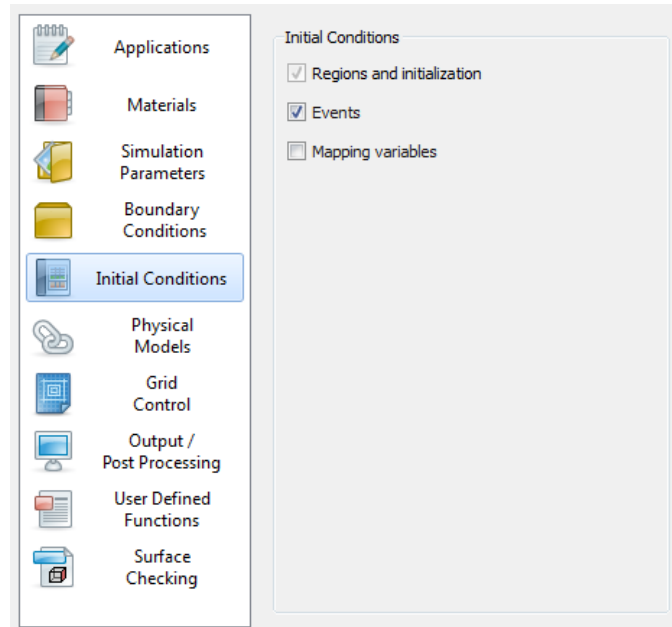 Applications
Materials
Simulation
Parameters
Boundary
Conditions
Initial Conditions
Physical
Models
Grid
Control
Output /
Post Processing
User Defined
Functions
Surface
Checking
Initial Conditions
Regions and initialization
Events
Mapping variables